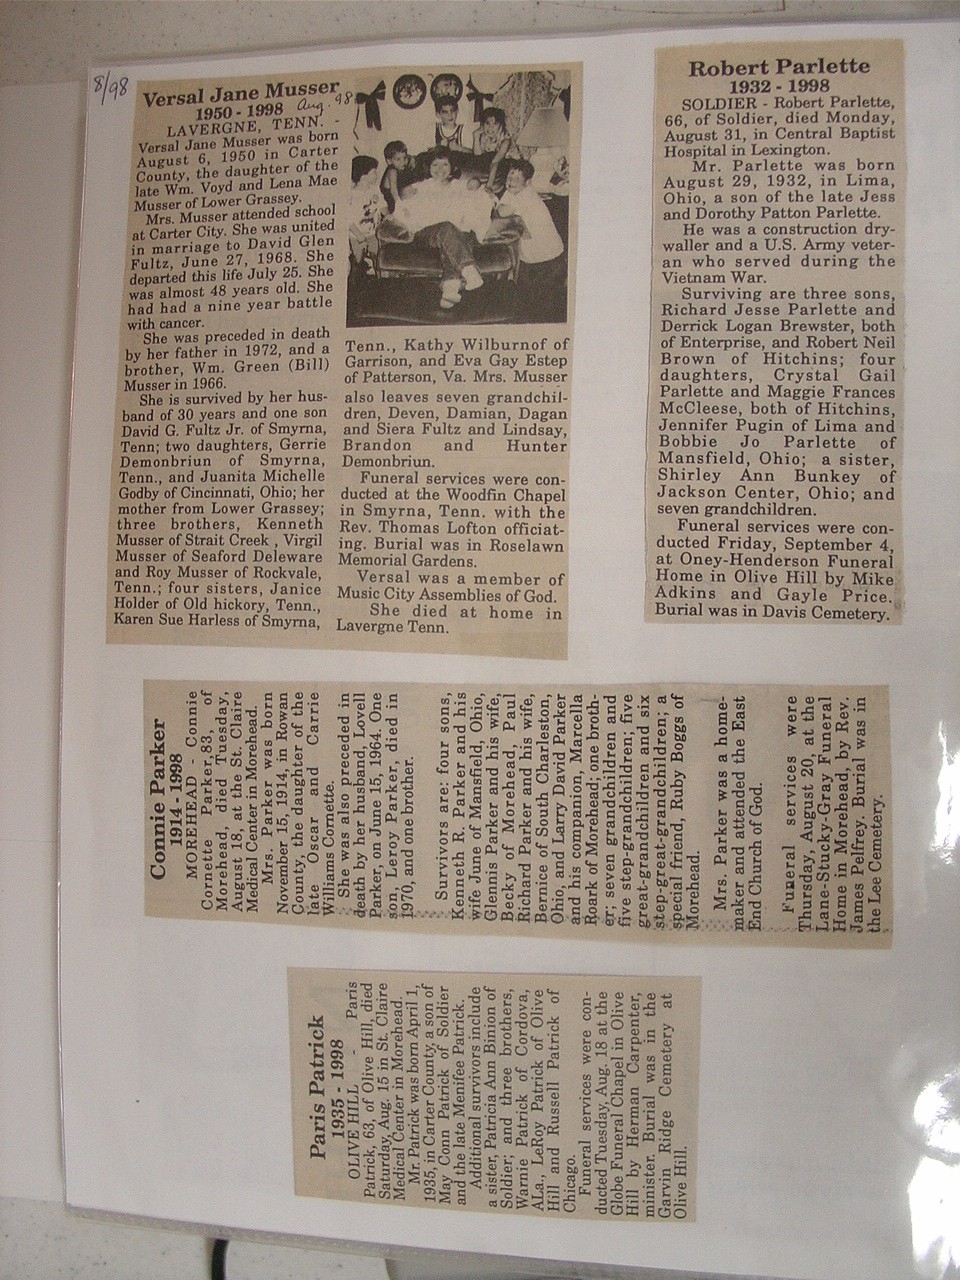 8/98
Versal Jane Musser
1950 - 1998 Aug. 98
LAVERGNE, TENN. -
Versal Jane Musser was born
August 6, 1950 in Carter
County, the daughter of the
late Wm. Voyd and Lena Mae
Musser of Lower Grassey.
Mrs. Musser attended school
at Carter City. She was united
in marriage to David Glen
Fultz, June 27, 1968. She
departed this life July 25. She
was almost 48 years old. She
had had a nine year battle
with cancer.
She was preceded in death
by her father in 1972, and a
brother, Wm. Green (Bill)
Musser in 1966.
She is survived by her hus-
band of 30 years and one son
David G. Fultz Jr. of Smyrna,
Tenn; two daughters, Gerrie
Demonbriun of Smyrna,
Tenn., and Juanita Michelle
Godby of Cincinnati, Ohio; her
mother from Lower Grassey;
three brothers, Kenneth
Musser of Strait Creek , Virgil
Musser of Seaford Deleware
and Roy Musser of Rockvale,
Tenn.; four sisters, Janice
Holder of Old hickory, Tenn.,
Karen Sue Harless of Smyrna,
Tenn., Kathy Wilburnof of
Garrison, and Eva Gay Estep
of Patterson, Va. Mrs. Musser
also leaves seven grandchil-
dren, Deven, Damian, Dagan
and Siera Fultz and Lindsay,
Brandon and Hunter
Demonbriun.
Funeral services were con-
ducted at the Woodfin Chapel
in Smyrna, Tenn. with the
Rev. Thomas Lofton officiat-
ing. Burial was in Roselawn
Memorial Gardens.
Versal was a member of
Music City Assemblies of God.
She died at home in
Lavergne Tenn.
Robert Parlette
1932 - 1998
SOLDIER - Robert Parlette,
66, of Soldier, died Monday,
August 31, in Central Baptist
Hospital in Lexington.
Mr. Parlette was born
August 29, 1932, in Lima,
Ohio, a son of the late Jess
and Dorothy Patton Parlette.
He was a construction dry-
waller and a U.S. Army veter-
an who served during the
Vietnam War.
Surviving are three sons,
Richard Jesse Parlette and
Derrick Logan Brewster, both
of Enterprise, and Robert Neil
Brown of Hitchins; four
daughters, Crystal Gail
Parlette and Maggie Frances
McCleese, both of Hitchins,
Jennifer Pugin of Lima and
Bobbie Jo Parlette of
Mansfield, Ohio; a sister,
Shirley Ann Bunkey of
Jackson Center, Ohio; and
seven grandchildren.
Funeral services were con-
ducted Friday, September 4,
at Oney-Henderson Funeral
Home in Olive Hill by Mike
Adkins and Gayle Price.
Burial was in Davis Cemetery.
Connie Parker
1914 - 1998
MOREHEAD - Connie
Cornette Parker,83, of
Morehead, died Tuesday,
August 18, at the St. Claire
Medical Center in Morehead.
Mrs. Parker was born
November 15, 1914, in Rowan
County, the daughter of the
late Oscar and Carrie
Williams Cornette.
She was also preceded in
death by her husband, Lovell
Parker, on June 15, 1964. One
son, Leroy Parker, died in
1970, and one brother.
Survivors are: four sons,
Kenneth R. Parker and his
wife June of Mansfield, Ohio,
Glennis Parker and his wife,
Becky of Morehead, Paul
Richard Parker and his wife,
Bernice of South Charleston,
Ohio, and Larry David Parker
and his companion, Marcella
Roark of Morehead; one broth-
er; seven grandchildren and
five step-grandchildren; five
great-grandchildren and six
step-great-grandchildren; a
special friend, Ruby Boggs of
Morehead.
Mrs. Parker was a home-
maker and attended the East
End Church of God.
Funeral services were
Thursday, August 20, at the
Lane-Stucky-Gray Funeral
Home in Morehead, by Rev.
James Pelfrey. Burial was in
the Lee Cemetery.
Paris Patrick
1935 - 1998
OLIVE HILL - Paris
Patrick, 63, of Olive Hill, died
Saturday, Aug. 15 in St. Claire
Medical Center in Morehead.
Mr. Patrick was born April 1,
1935, in Carter County, a son of
May Conn Patrick of Soldier
and the late Menifee Patrick.
Additional survivors include
a sister, Patricia Ann Binion of
Soldier; and three brothers,
Warnie Patrick of Cordova,
ALa., LeRoy Patrick of Olive
Hill and Russell Patrick of
Chicago.
Funeral services were con-
ducted Tuesday, Aug. 18 at the
Globe Funeral Chapel in Olive
Hill by Herman Carpenter,
minister. Burial was in the
Garvin Ridge Cemetery at
Olive Hill.